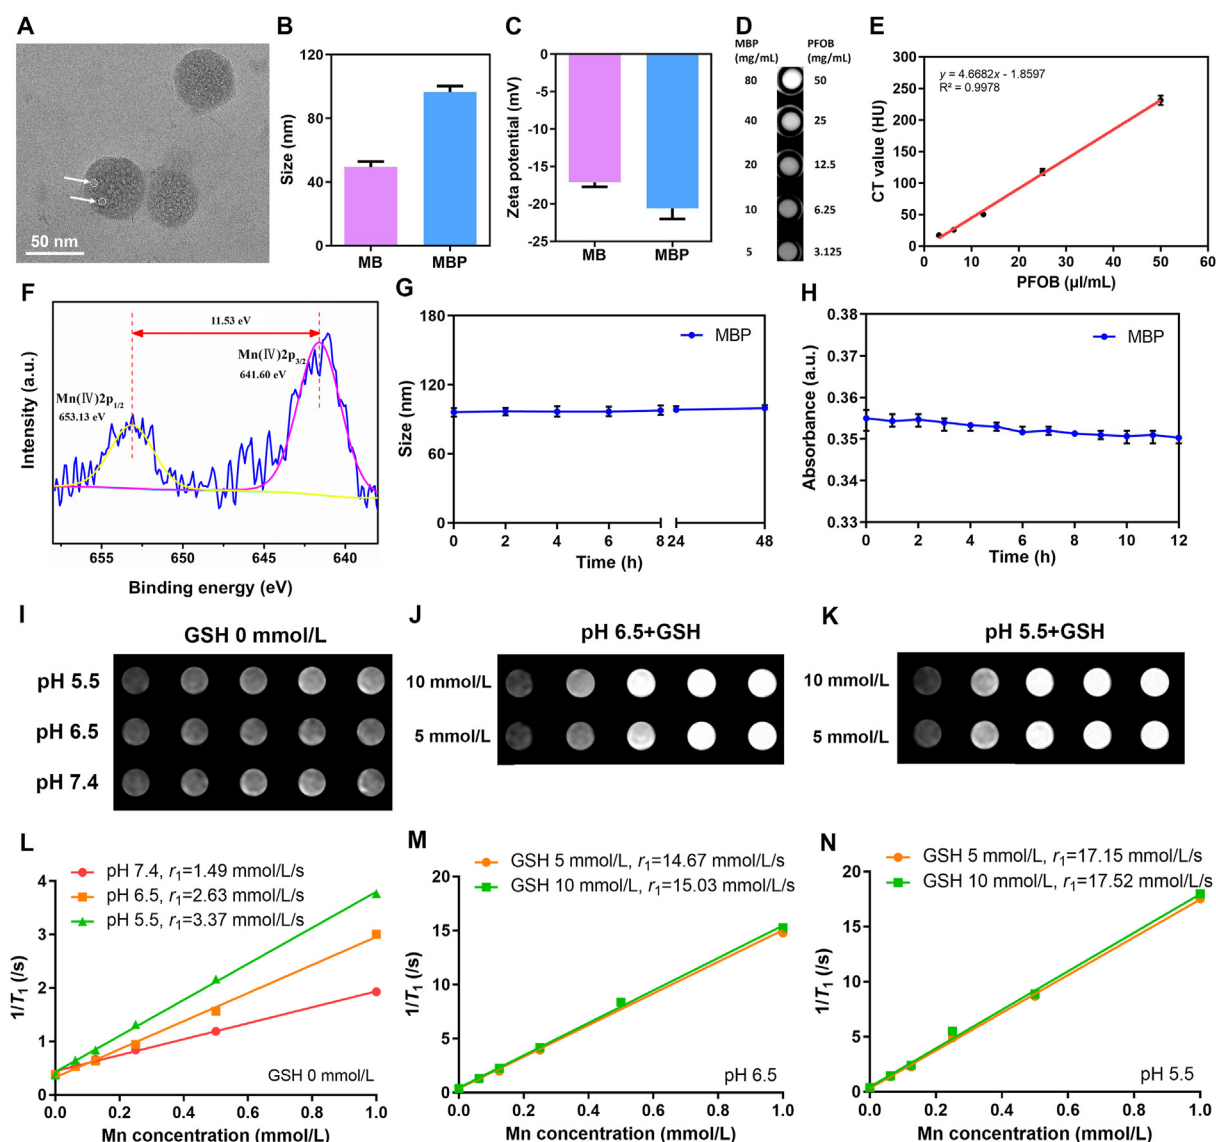 A
50 nm
B
Size (nm)
120
80
40
0
MB
MBP
C
Zeta potential (mV)
0
-5
-10
-15
-20
-25
MB
MBP
D
MBP PFOB
(mg/mL) (mg/mL)
80 50
40 25
20 12.5
10 6.25
5 3.125
E
CT value (HU)
300
250
200
150
100
50
0
y = 4.6682x - 1.8597
R² = 0.9978
0 10 20 30 40 50 60
PFOB (µl/mL)
F
Intensity (a.u.)
11.53 eV
Mn(Ⅳ)2p3/2
641.60 eV
Mn(Ⅳ)2p1/2
653.13 eV
655 650 645 640
Binding energy (eV)
G
Size (nm)
180
120
60
0
MBP
0 2 4 6 8 24 48
Time (h)
H
Absorbance (a.u.)
0.38
0.37
0.36
0.35
0.34
0.33
MBP
0 2 4 6 8 10 12
Time (h)
I
GSH 0 mmol/L
pH 5.5
pH 6.5
pH 7.4
J
pH 6.5+GSH
10 mmol/L
5 mmol/L
K
pH 5.5+GSH
10 mmol/L
5 mmol/L
L
pH 7.4, r1=1.49 mmol/L/s
pH 6.5, r1=2.63 mmol/L/s
pH 5.5, r1=3.37 mmol/L/s
1/T1 (/s)
4
3
2
1
0
GSH 0 mmol/L
0.0 0.2 0.4 0.6 0.8 1.0
Mn concentration (mmol/L)
M
GSH 5 mmol/L, r1=14.67 mmol/L/s
GSH 10 mmol/L, r1=15.03 mmol/L/s
1/T1 (/s)
20
15
10
5
0
pH 6.5
0.0 0.2 0.4 0.6 0.8 1.0
Mn concentration (mmol/L)
N
GSH 5 mmol/L, r1=17.15 mmol/L/s
GSH 10 mmol/L, r1=17.52 mmol/L/s
1/T1 (/s)
20
15
10
5
0
pH 5.5
0.0 0.2 0.4 0.6 0.8 1.0
Mn concentration (mmol/L)